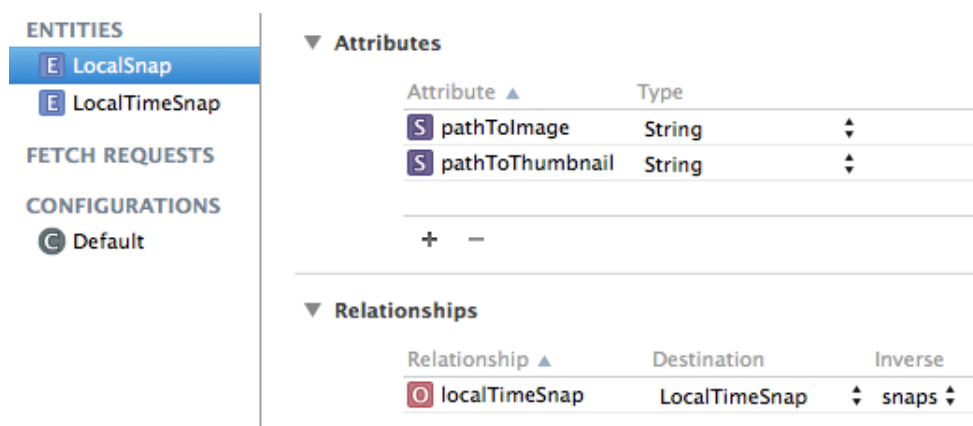 ENTITIES
E LocalSnap
E LocalTimeSnap
FETCH REQUESTS
CONFIGURATIONS
C Default
▼ Attributes
Attribute ▲ Type
S pathToImage String
S pathToThumbnail String
+ −
▼ Relationships
Relationship ▲ Destination Inverse
O localTimeSnap LocalTimeSnap snaps